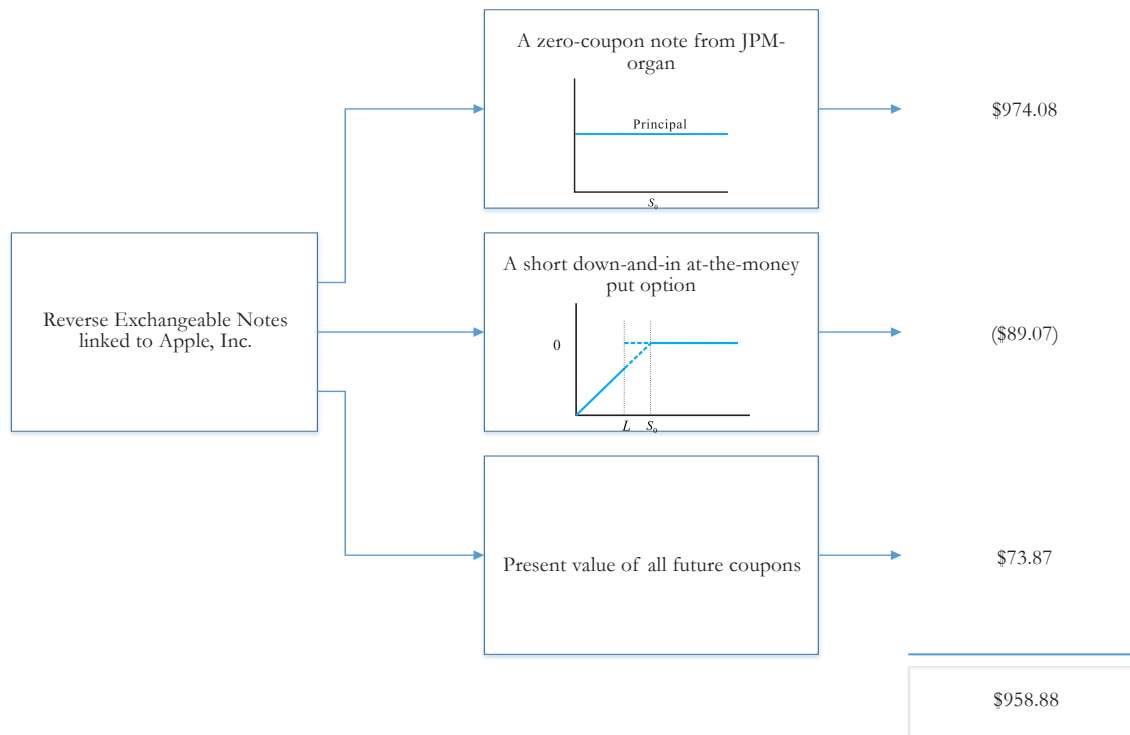 A zero-coupon note from JPM-
organ
Principal
S₀
$974.08
Reverse Exchangeable Notes
linked to Apple, Inc.
A short down-and-in at-the-money
put option
0
L S₀
($89.07)
Present value of all future coupons
$73.87
$958.88